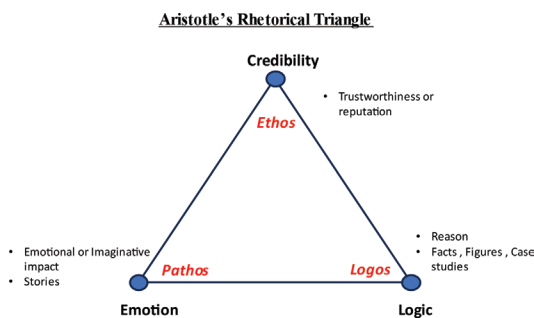 Aristotle's Rhetorical Triangle
Credibility
• Trustworthiness or
reputation
Ethos
• Emotional or Imaginative
impact
• Stories
• Reason
• Facts , Figures , Case
studies
Pathos
Logos
Emotion
Logic